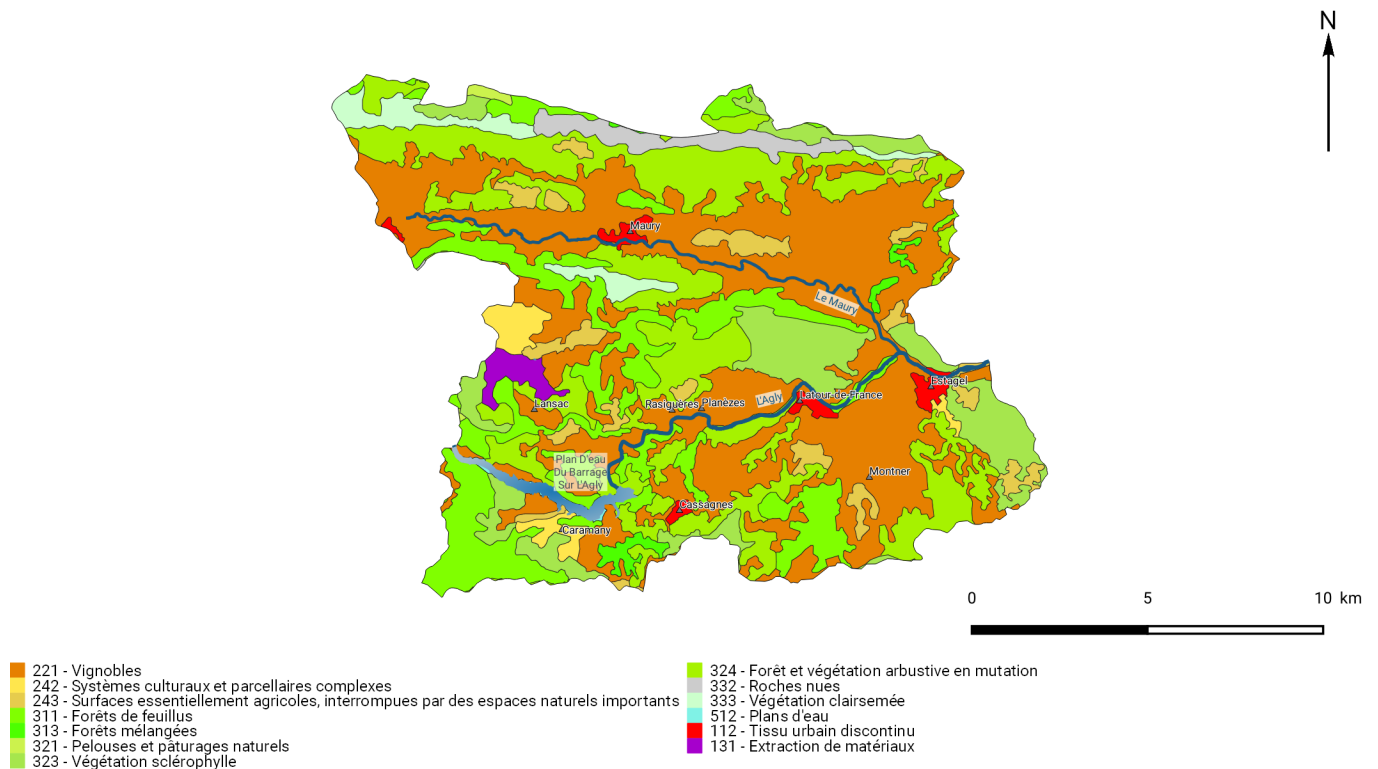 N
Maury
Le Maury
Estagel
Lansac
Rasiguères
Planèzes
L'Agly
Latour-de-France
Plan D'eau
Du Barrage
Sur L'Agly
Montner
Cassagnes
Caramany
0 5 10 km
221 - Vignobles
242 - Systèmes culturaux et parcellaires complexes
243 - Surfaces essentiellement agricoles, interrompues par des espaces naturels importants
311 - Forêts de feuillus
313 - Forêts mélangées
321 - Pelouses et pâturages naturels
323 - Végétation sclérophylle
324 - Forêt et végétation arbustive en mutation
332 - Roches nues
333 - Végétation clairsemée
512 - Plans d'eau
112 - Tissu urbain discontinu
131 - Extraction de matériaux